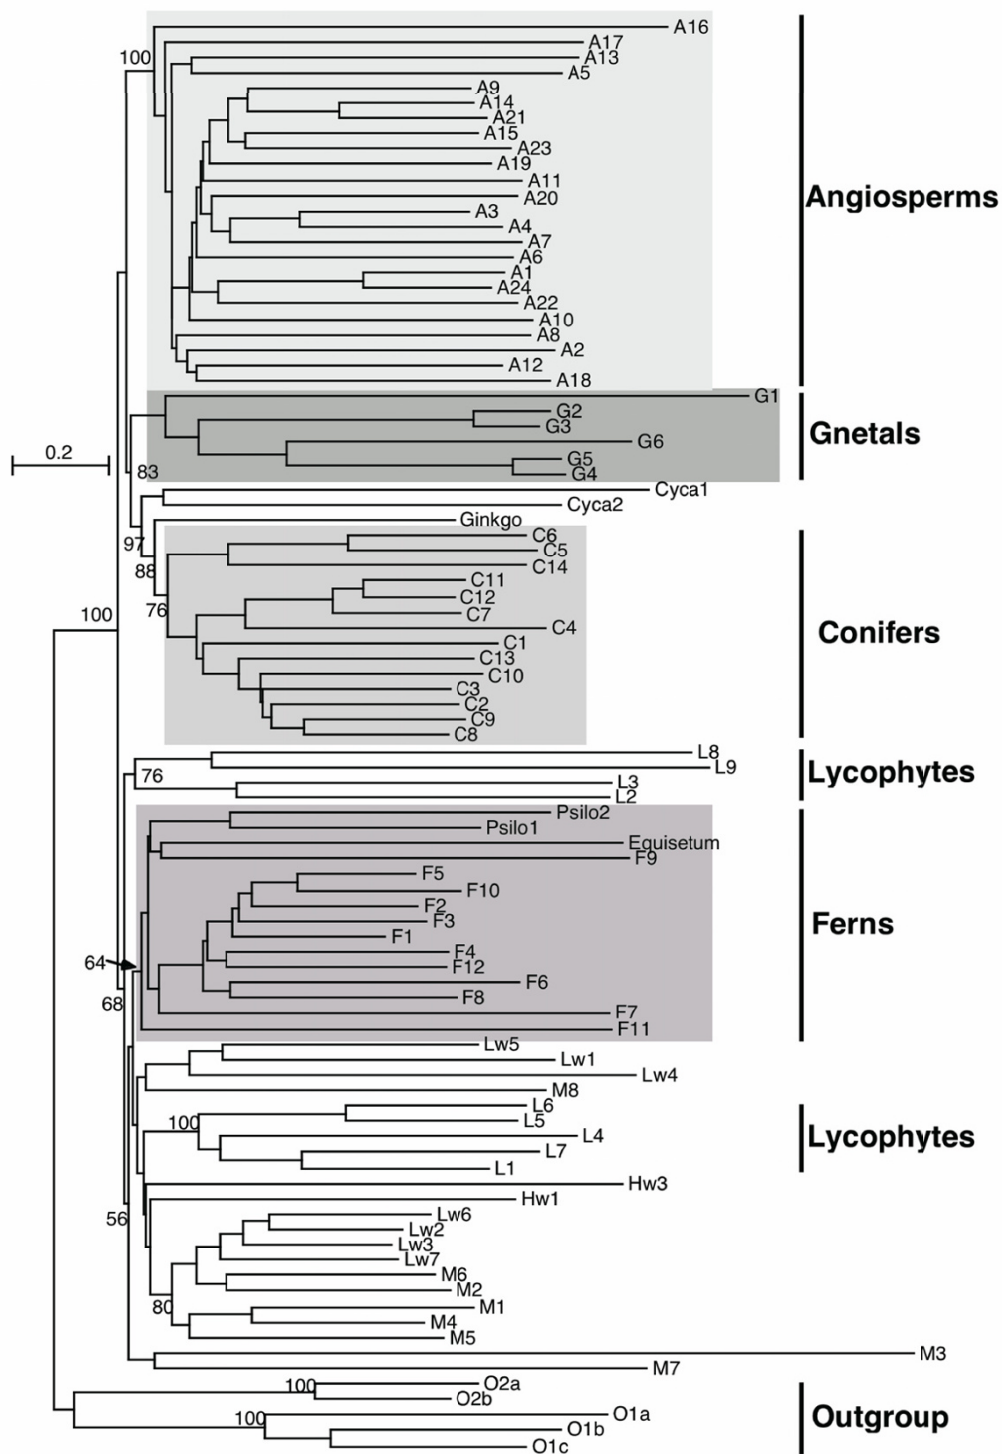 A16
A17
100
A13
A5
A9
A14
A21
A15
A23
A19
A11
A20
Angiosperms
A3
A4
A7
A6
A1
A24
A22
A10
A8
A2
A12
A18
G1
G2
G3
Gnetals
G6
0.2
G5
G4
83
Cyca1
Cyca2
Ginkgo
C6
97
C5
C14
88
C11
C12
76
C7
100
C4
Conifers
C1
C13
C10
C3
C2
C9
C8
L8
L9
76
Lycophytes
L3
L2
Psilo2
Psilo1
Equisetum
F9
F5
F10
F2
F3
Ferns
F1
F4
64
F12
F6
F8
68
F7
F11
Lw5
Lw1
Lw4
M8
L6
100
L5
L4
Lycophytes
L7
L1
Hw3
Hw1
Lw6
56
Lw2
Lw3
Lw7
M6
M2
80
M1
M4
M5
M3
M7
O2a
100
O2b
O1a
100
Outgroup
O1b
O1c